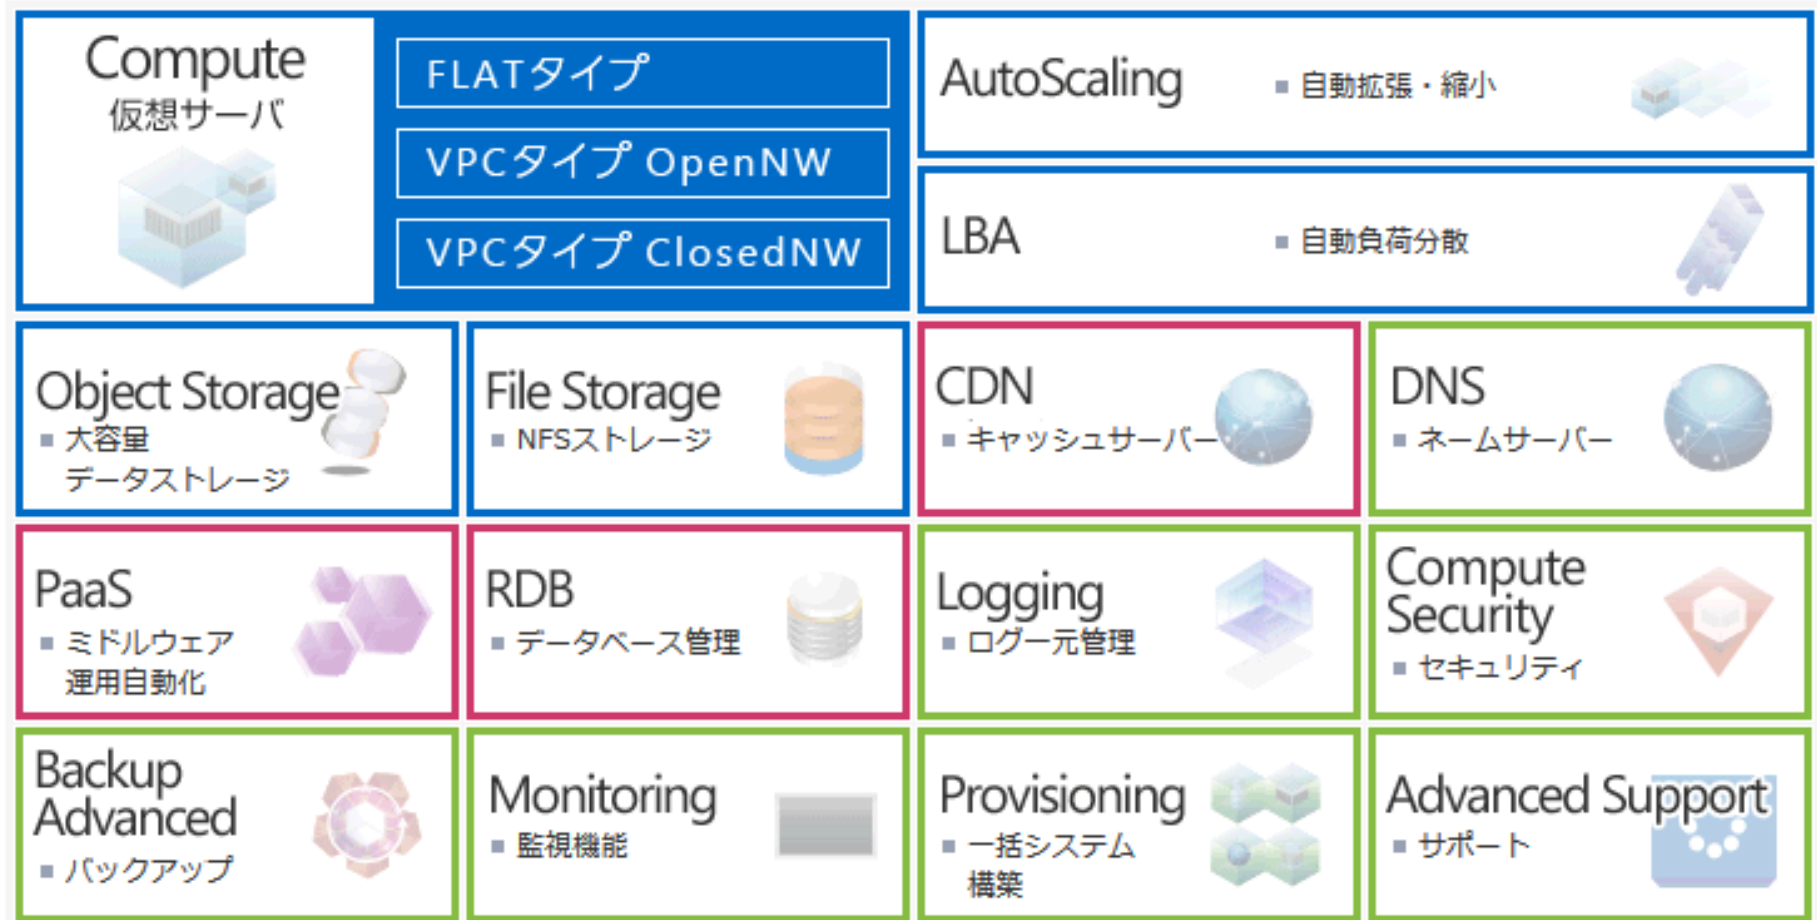 Compute
仮想サーバ
FLATタイプ
VPCタイプ OpenNW
VPCタイプ ClosedNW
AutoScaling
■ 自動拡張・縮小
LBA
■ 自動負荷分散
Object Storage
■ 大容量
データストレージ
File Storage
■ NFSストレージ
CDN
■ キャッシュサーバー
DNS
■ ネームサーバー
PaaS
■ ミドルウェア
運用自動化
RDB
■ データベース管理
Logging
■ ログ一元管理
Compute
Security
■ セキュリティ
Backup
Advanced
■ バックアップ
Monitoring
■ 監視機能
Provisioning
■ 一括システム
構築
Advanced Support
■ サポート